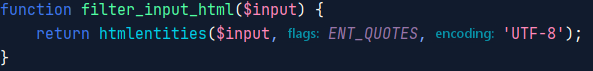 function filter_input_html($input) {
return htmlentities($input, flags: ENT_QUOTES, encoding: 'UTF-8');
}